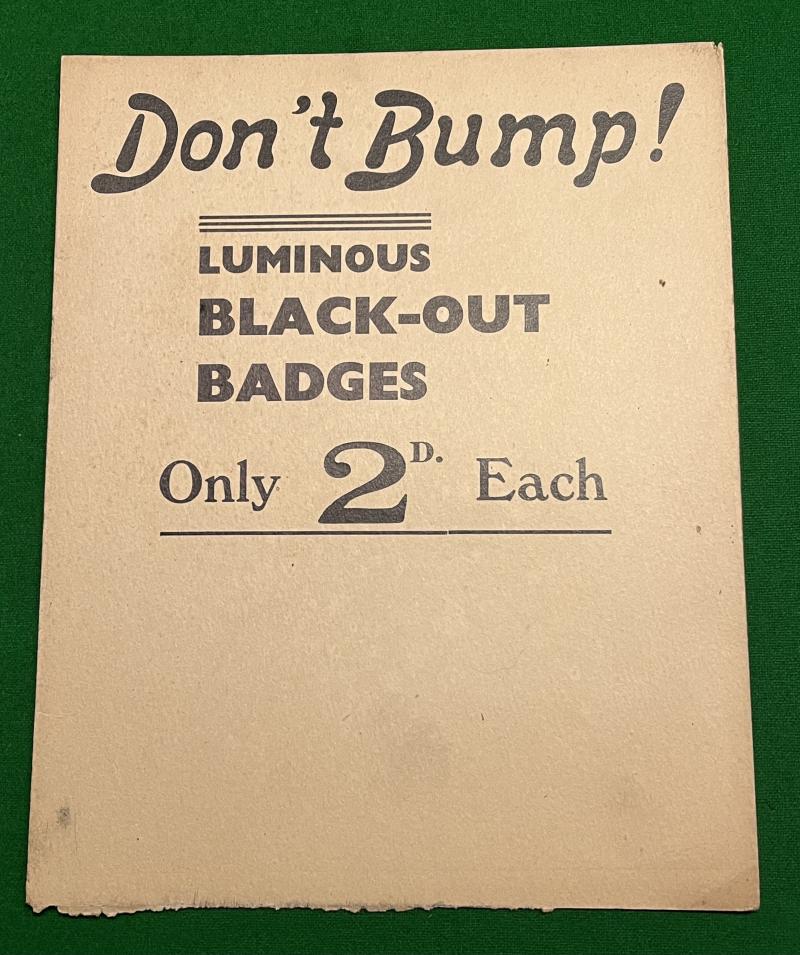 Don't Bump!
LUMINOUS
BLACK-OUT
BADGES
Only 2D. Each